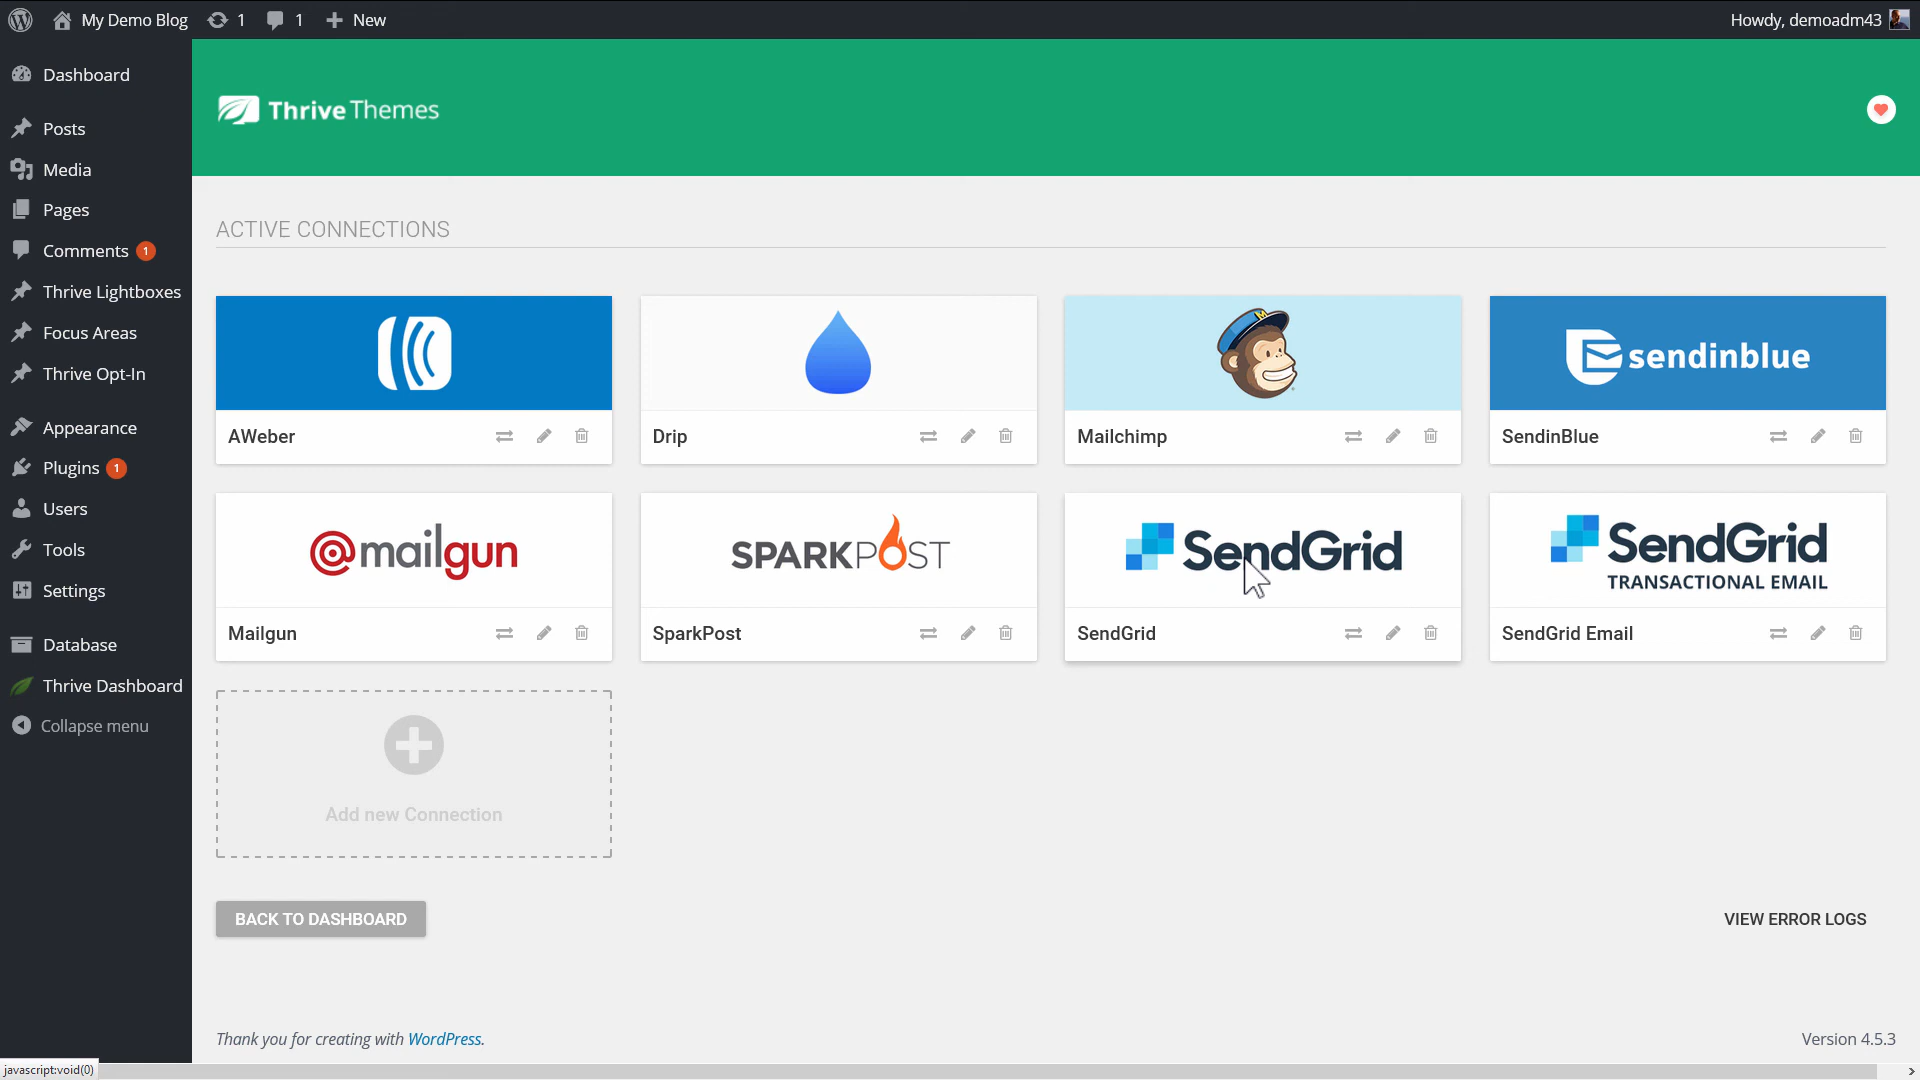 My Demo Blog
1
1
New
Howdy, demoadm43
Dashboard
Posts
Media
Pages
Comments 1
Thrive Lightboxes
Focus Areas
Thrive Opt-In
Appearance
Plugins 1
Users
Tools
Settings
Database
Thrive Dashboard
Collapse menu
Thrive Themes
ACTIVE CONNECTIONS
sendinblue
AWeber
Drip
Mailchimp
SendinBlue
@mailgun
SPARKPOST
SendGrid
SendGrid
TRANSACTIONAL EMAIL
Mailgun
SparkPost
SendGrid
SendGrid Email
Add new Connection
BACK TO DASHBOARD
VIEW ERROR LOGS
Thank you for creating with WordPress.
Version 4.5.3
javascript:void(0)